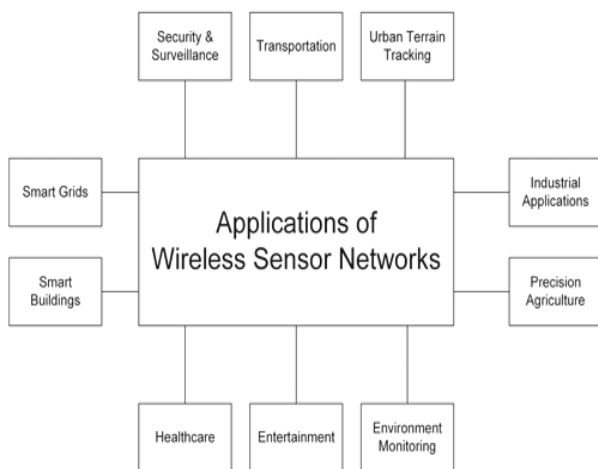 Security &
Surveillance
Transportation
Urban Terrain
Tracking
Smart Grids
Industrial
Applications
Applications of
Wireless Sensor Networks
Smart
Buildings
Precision
Agriculture
Healthcare
Entertainment
Environment
Monitoring